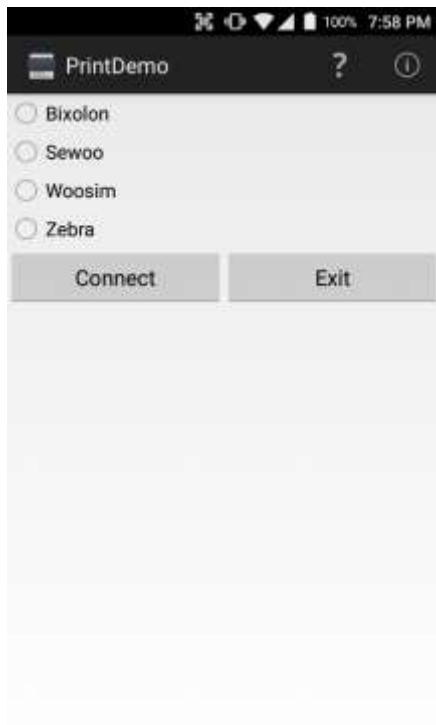 100% 7:58 PM
PrintDemo ?
Bixolon
Sewoo
Woosim
Zebra
Connect Exit